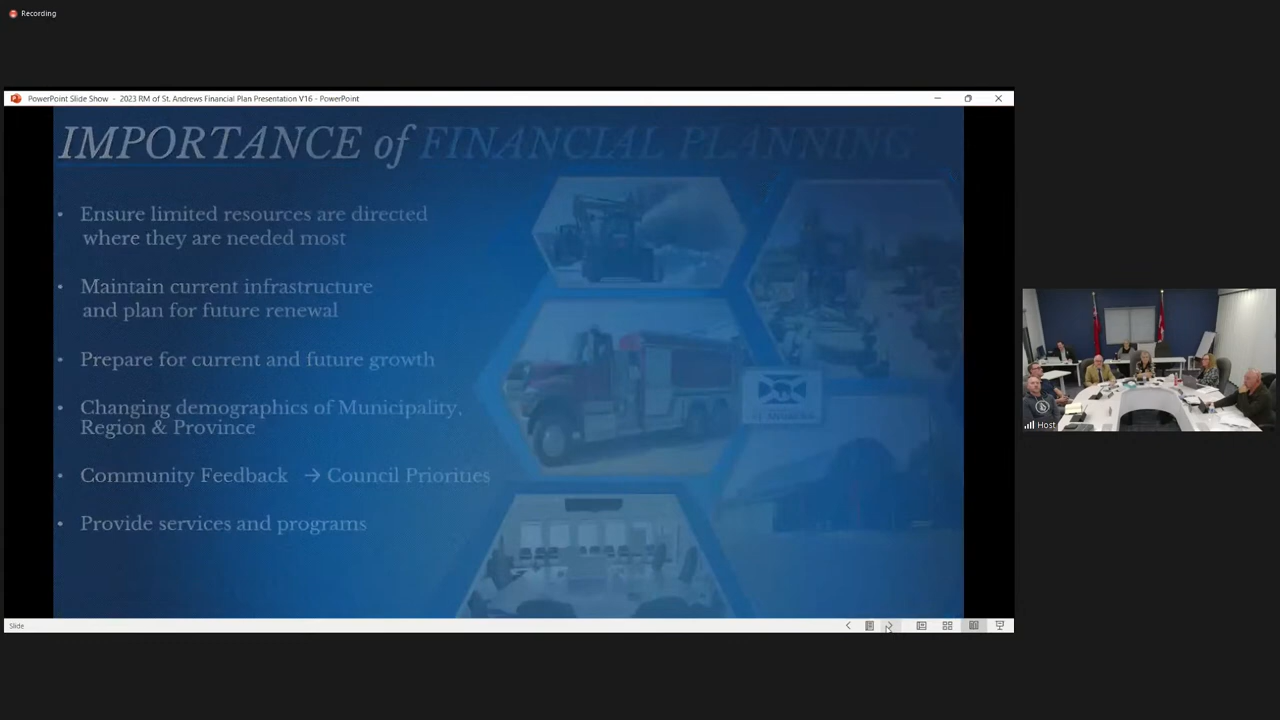 Recording
PowerPoint Slide Show - 2023 RM of St. Andrews Financial Plan Presentation V16 - PowerPoint
IMPORTANCE of FINANCIAL PLANNING
• Ensure limited resources are directed
where they are needed most
• Maintain current infrastructure
and plan for future renewal
• Prepare for current and future growth
• Changing demographics of Municipality,
Region & Province
• Community Feedback → Council Priorities
• Provide services and programs
ST. ANDREWS
Host
Slide